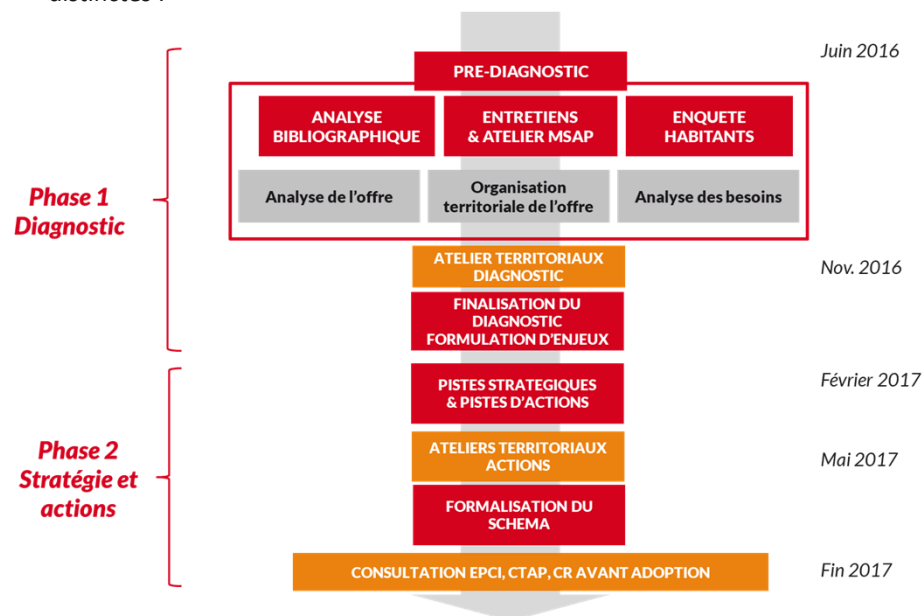 distinctes :
Juin 2016
PRE-DIAGNOSTIC
ANALYSE
BIBLIOGRAPHIQUE
ENTRETIENS
& ATELIER MSAP
ENQUETE
HABITANTS
Phase 1
Diagnostic
Analyse de l'offre
Organisation
territoriale de l'offre
Analyse des besoins
ATELIER TERRITORIAUX
DIAGNOSTIC
Nov. 2016
FINALISATION DU
DIAGNOSTIC
FORMULATION D'ENJEUX
PISTES STRATEGIQUES
& PISTES D'ACTIONS
Février 2017
Phase 2
Stratégie et
actions
ATELIERS TERRITORIAUX
ACTIONS
Mai 2017
FORMALISATION DU
SCHEMA
CONSULTATION EPCI, CTAP, CR AVANT ADOPTION
Fin 2017